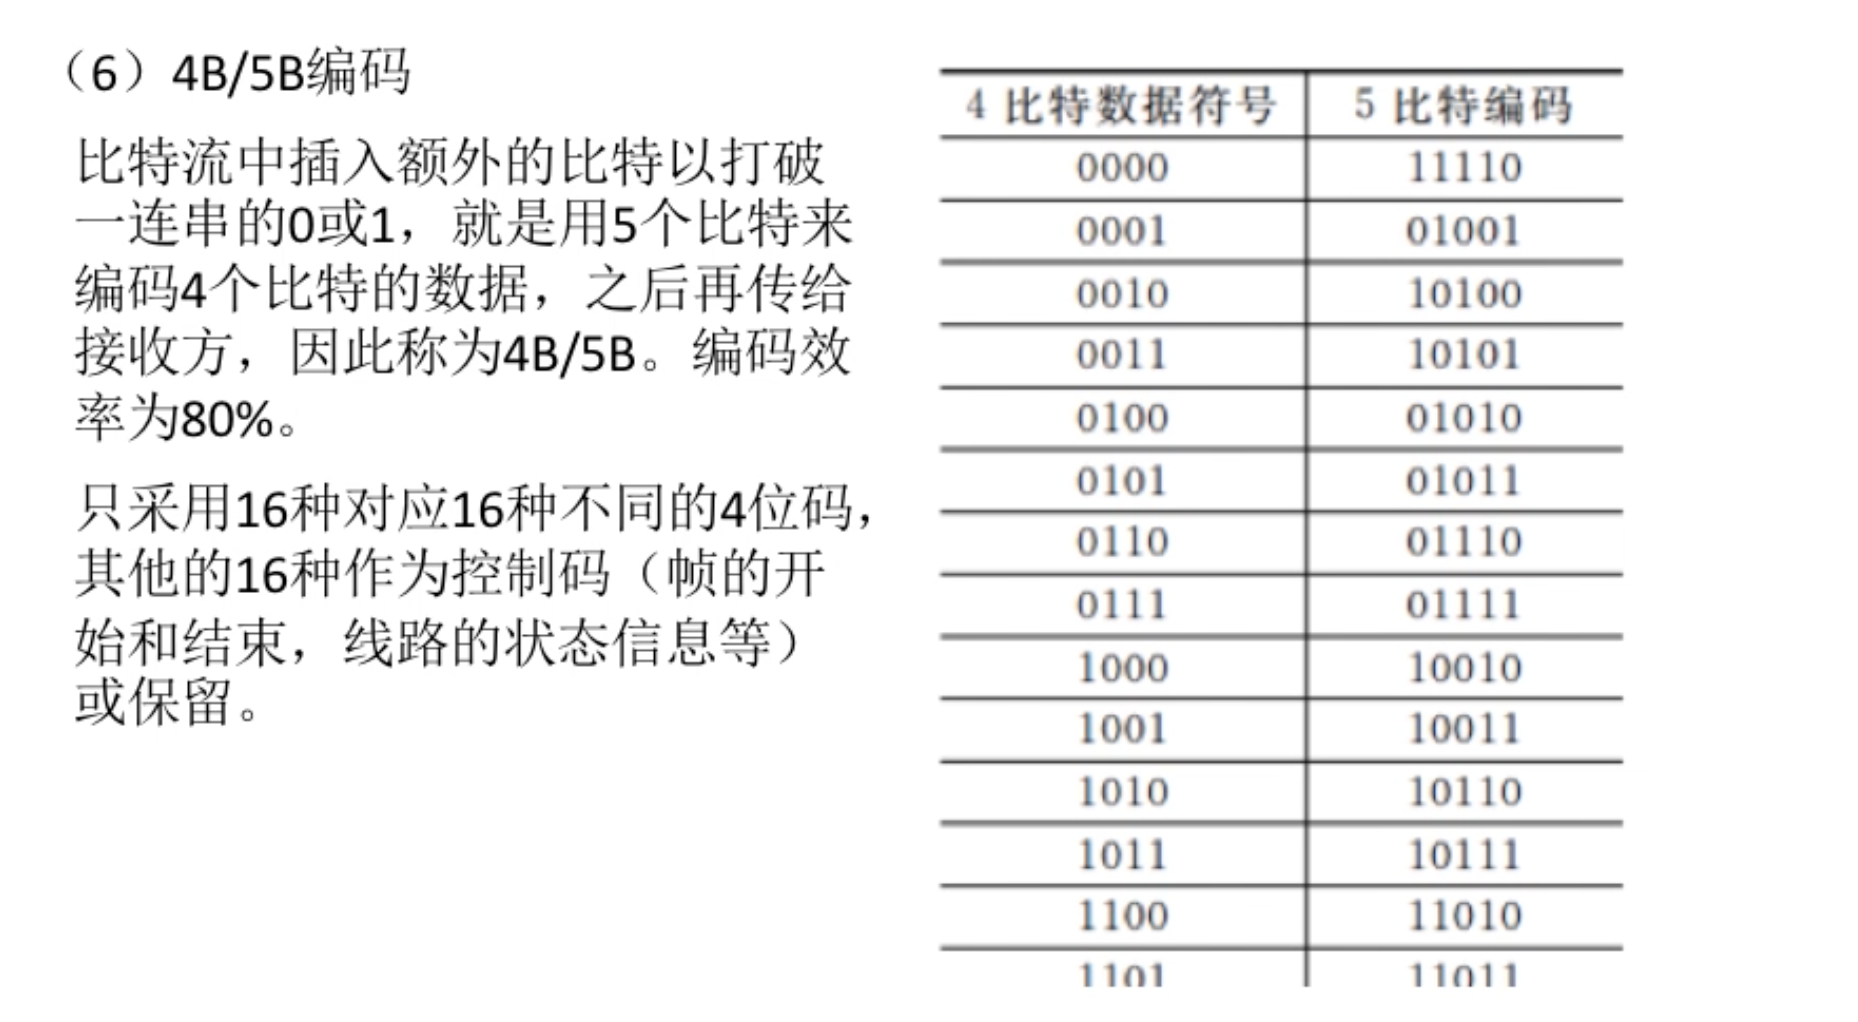 （6）4B/5B编码
比特流中插入额外的比特以打破
一连串的0或1，就是用5个比特来
编码4个比特的数据，之后再传给
接收方，因此称为4B/5B。编码效
率为80%。
只采用16种对应16种不同的4位码，
其他的16种作为控制码（帧的开
始和结束，线路的状态信息等）
或保留。
4 比特数据符号 5 比特编码
0000 11110
0001 01001
0010 10100
0011 10101
0100 01010
0101 01011
0110 01110
0111 01111
1000 10010
1001 10011
1010 10110
1011 10111
1100 11010
1101 11011